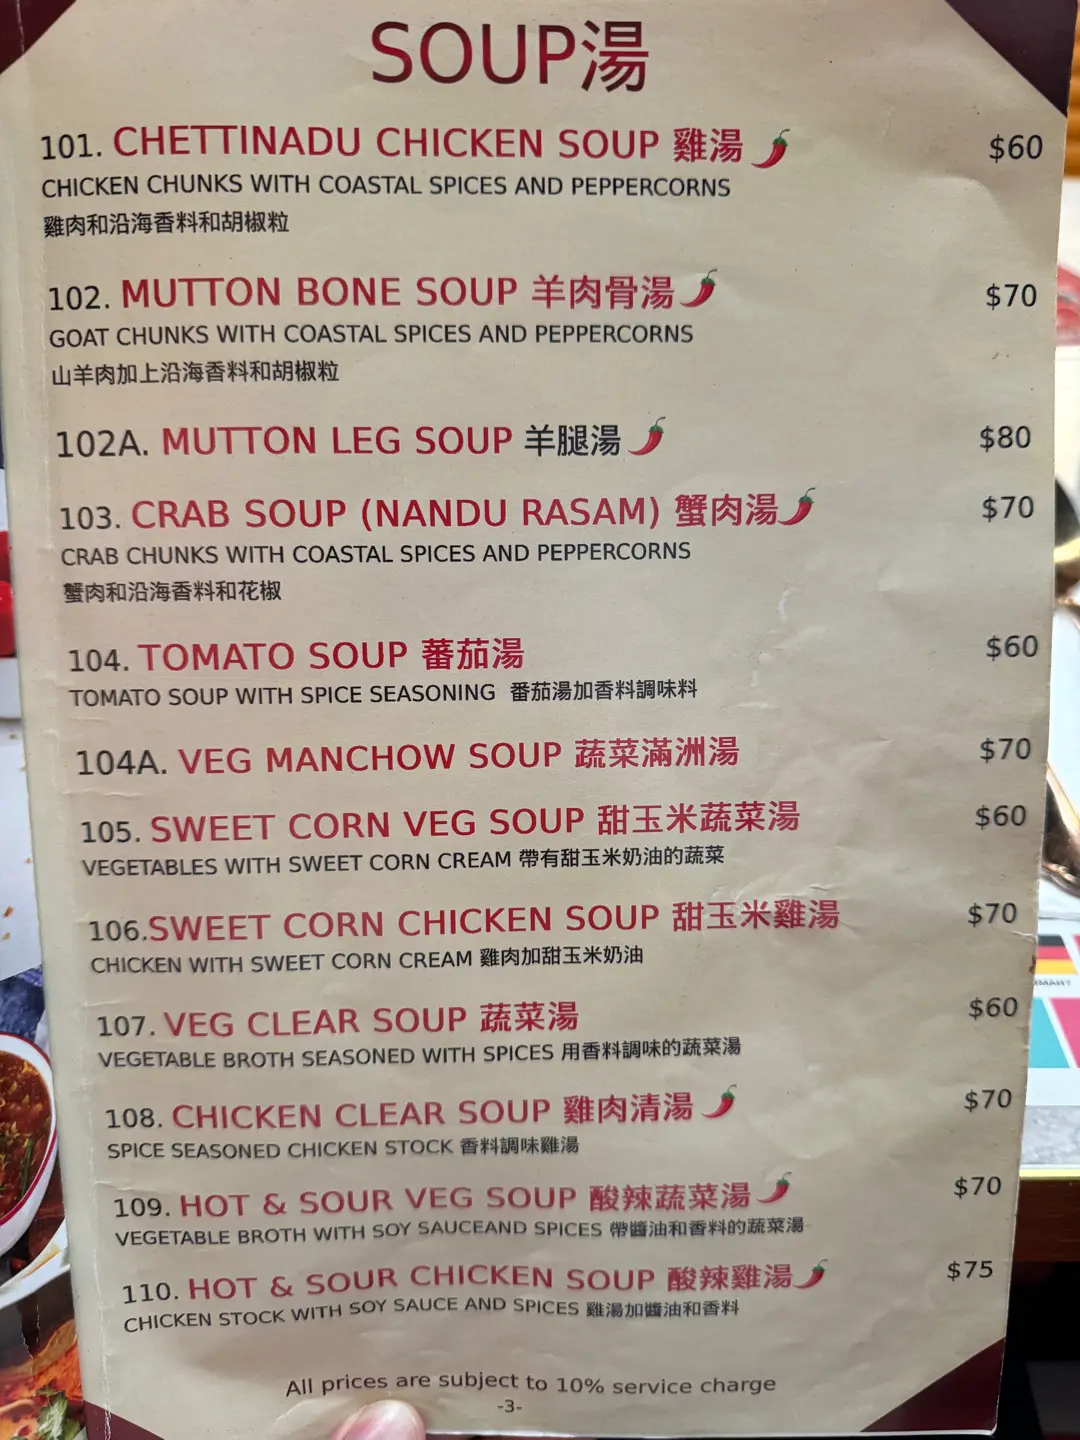 SOUP湯
101. CHETTINADU CHICKEN SOUP 雞湯 $60
CHICKEN CHUNKS WITH COASTAL SPICES AND PEPPERCORNS
雞肉和沿海香料和胡椒粒
102. MUTTON BONE SOUP 羊肉骨湯 $70
GOAT CHUNKS WITH COASTAL SPICES AND PEPPERCORNS
山羊肉加上沿海香料和胡椒粒
102A. MUTTON LEG SOUP 羊腿湯 $80
103. CRAB SOUP (NANDU RASAM) 蟹肉湯 $70
CRAB CHUNKS WITH COASTAL SPICES AND PEPPERCORNS
蟹肉和沿海香料和花椒
104. TOMATO SOUP 蕃茄湯 $60
TOMATO SOUP WITH SPICE SEASONING 番茄湯加香料調味料
104A. VEG MANCHOW SOUP 蔬菜滿洲湯 $70
105. SWEET CORN VEG SOUP 甜玉米蔬菜湯 $60
VEGETABLES WITH SWEET CORN CREAM 帶有甜玉米奶油的蔬菜
106.SWEET CORN CHICKEN SOUP 甜玉米雞湯 $70
CHICKEN WITH SWEET CORN CREAM 雞肉加甜玉米奶油
107. VEG CLEAR SOUP 蔬菜湯 $60
VEGETABLE BROTH SEASONED WITH SPICES 用香料調味的蔬菜湯
108. CHICKEN CLEAR SOUP 雞肉清湯 $70
SPICE SEASONED CHICKEN STOCK 香料調味雞湯
109. HOT & SOUR VEG SOUP 酸辣蔬菜湯 $70
VEGETABLE BROTH WITH SOY SAUCEAND SPICES 帶醬油和香料的蔬菜湯
110. HOT & SOUR CHICKEN SOUP 酸辣雞湯 $75
CHICKEN STOCK WITH SOY SAUCE AND SPICES 雞湯加醬油和香料
All prices are subject to 10% service charge
-3-